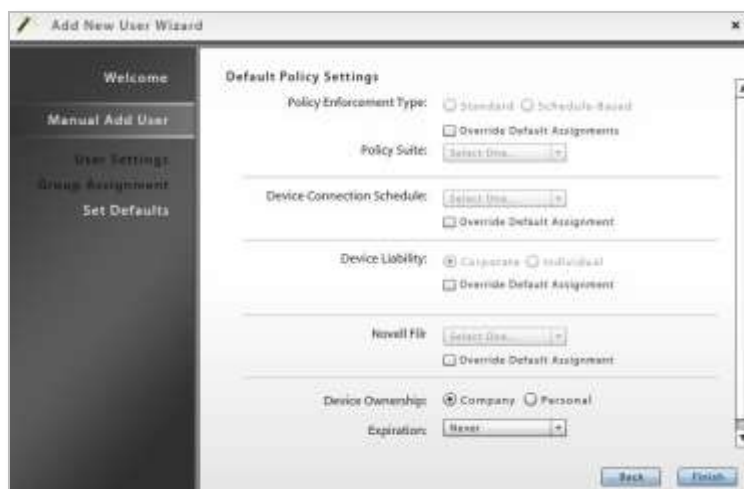 Add New User Wizard
Welcome
Manual Add User
User Settings
Group Assignment
Set Defaults
Default Policy Settings
Policy Enforcement Type: Standard Schedule-Based
Override Default Assignments
Policy Suite: Select One...
Device Connection Schedule: Select One...
Override Default Assignment
Device Liability: Corporate Individual
Override Default Assignment
Novell Filr Select One...
Override Default Assignment
Device Ownership: Company Personal
Expiration: Never
Back Finish